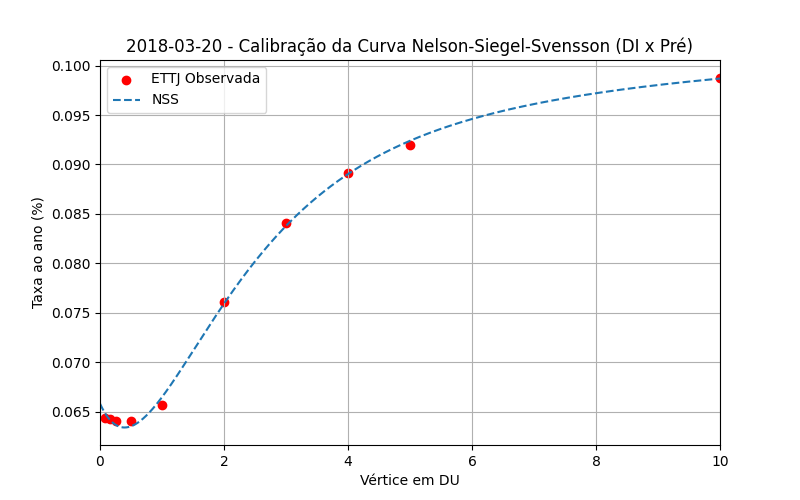 2018-03-20 - Calibração da Curva Nelson-Siegel-Svensson (DI x Pré)
ETTJ Observada
NSS
Taxa ao ano (%)
0.100
0.095
0.090
0.085
0.080
0.075
0.070
0.065
0 2 4 6 8 10
Vértice em DU